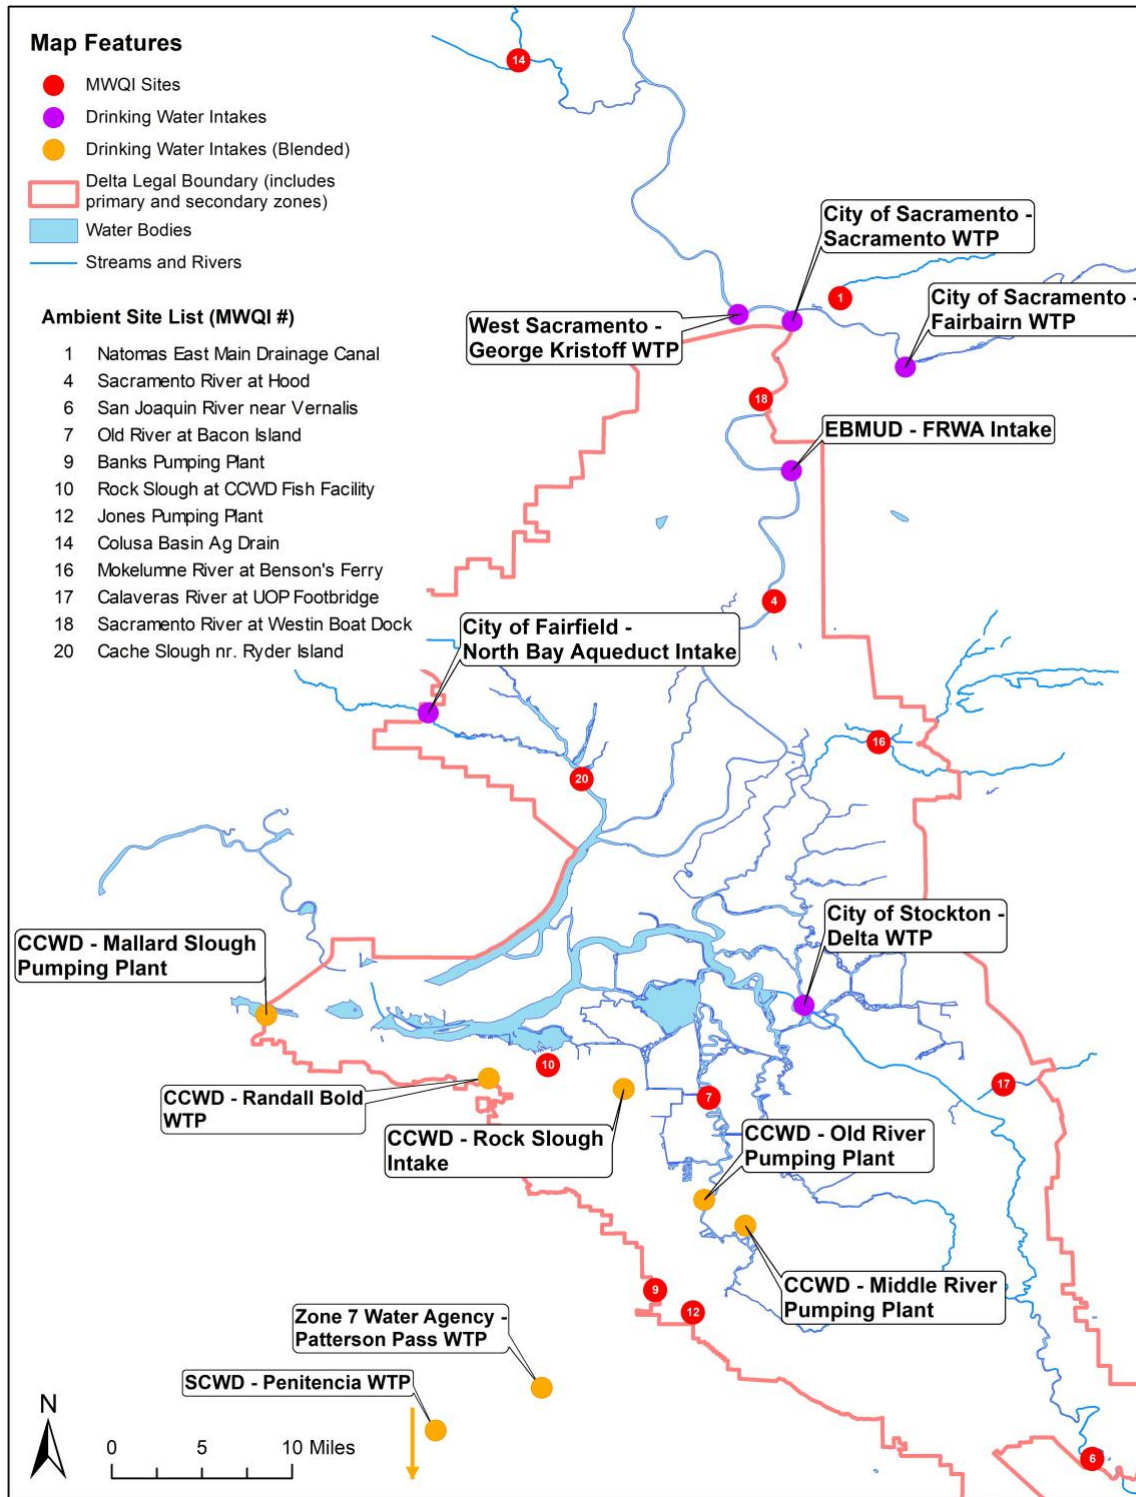 Map Features
MWQI Sites
Drinking Water Intakes
Drinking Water Intakes (Blended)
Delta Legal Boundary (includes
primary and secondary zones)
Water Bodies
Streams and Rivers
Ambient Site List (MWQI #)
1 Natomas East Main Drainage Canal
4 Sacramento River at Hood
6 San Joaquin River near Vernalis
7 Old River at Bacon Island
9 Banks Pumping Plant
10 Rock Slough at CCWD Fish Facility
12 Jones Pumping Plant
14 Colusa Basin Ag Drain
16 Mokelumne River at Benson's Ferry
17 Calaveras River at UOP Footbridge
18 Sacramento River at Westin Boat Dock
20 Cache Slough nr. Ryder Island
14
City of Sacramento -
Sacramento WTP
1
City of Sacramento -
Fairbairn WTP
West Sacramento -
George Kristoff WTP
18
EBMUD - FRWA Intake
4
City of Fairfield -
North Bay Aqueduct Intake
16
20
City of Stockton -
Delta WTP
CCWD - Mallard Slough
Pumping Plant
10
17
CCWD - Randall Bold
WTP
7
CCWD - Rock Slough
Intake
CCWD - Old River
Pumping Plant
CCWD - Middle River
Pumping Plant
9
12
Zone 7 Water Agency -
Patterson Pass WTP
SCWD - Penitencia WTP
N
0 5 10 Miles
6